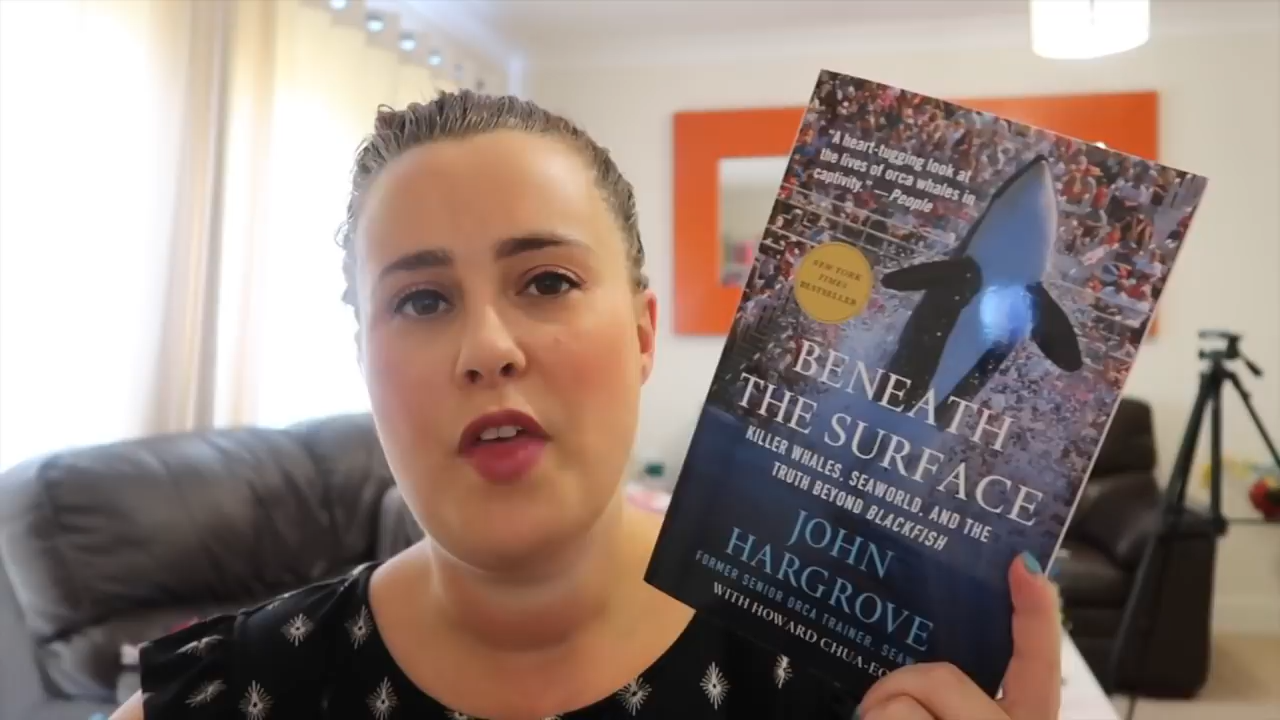 "A heart-tugging look at
the lives of orca whales in
captivity." —People
NEW YORK
TIMES
BESTSELLER
BENEATH
THE SURFACE
KILLER WHALES, SEAWORLD, AND THE
TRUTH BEYOND BLACKFISH
JOHN
HARGROVE
FORMER SENIOR ORCA TRAINER,
WITH HOWARD